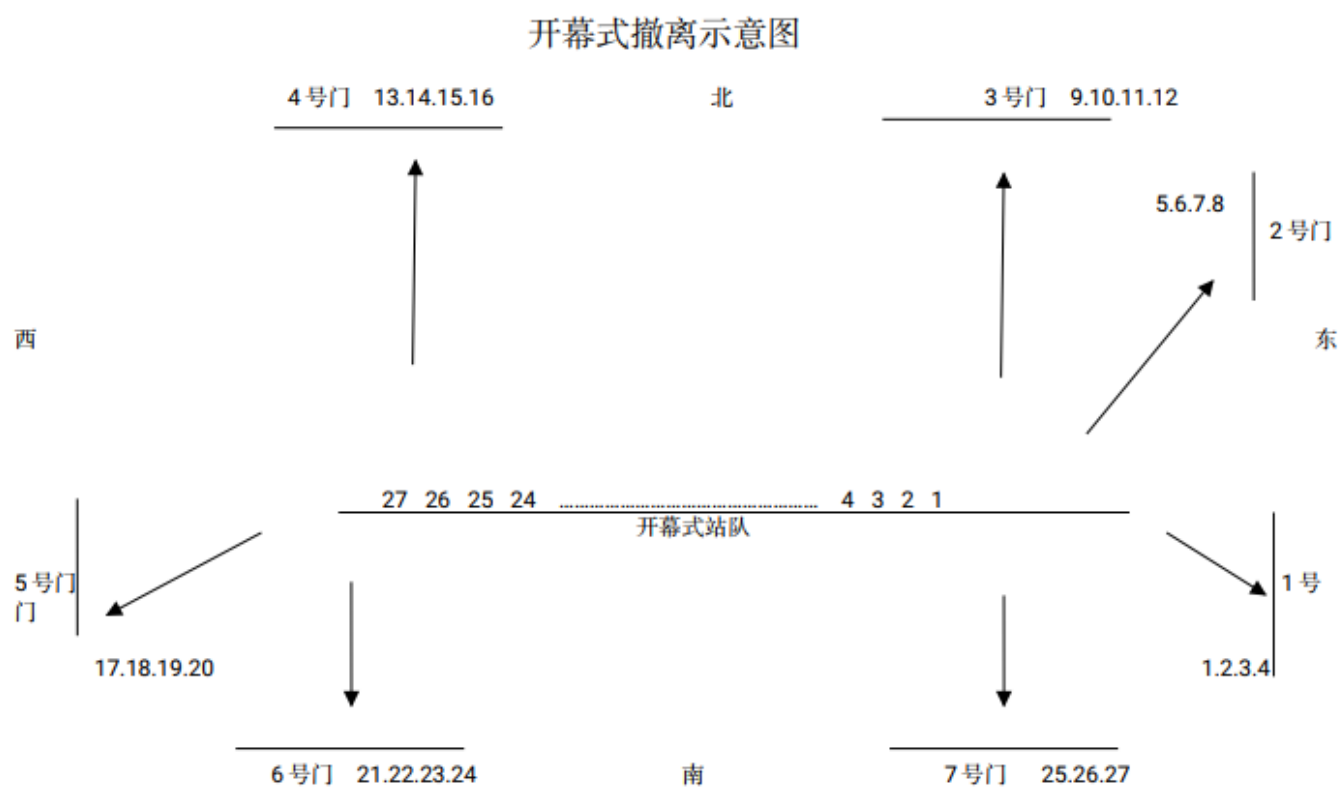 开幕式撤离示意图
4号门 13.14.15.16 北 3号门 9.10.11.12
5.6.7.8
2号门
西 东
27 26 25 24 ………………………………………… 4 3 2 1
开幕式站队
5号门 1号
门
17.18.19.20 1.2.3.4
6号门 21.22.23.24 南 7号门 25.26.27